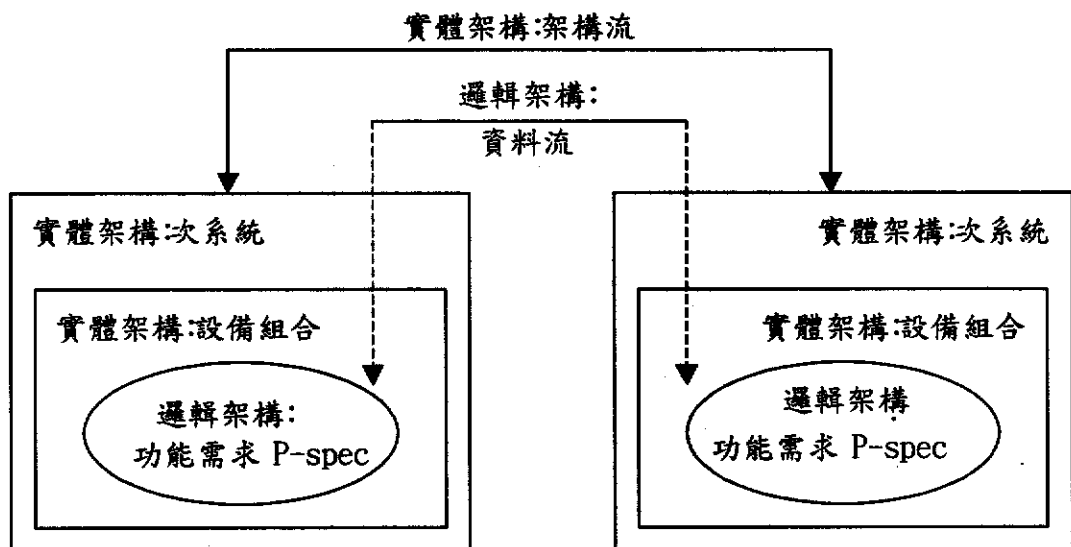 實體架構:架構流
邏輯架構:
資料流
實體架構:次系統
實體架構:次系統
實體架構:設備組合
實體架構:設備組合
邏輯架構:
功能需求 P-spec
邏輯架構
功能需求 P-spec